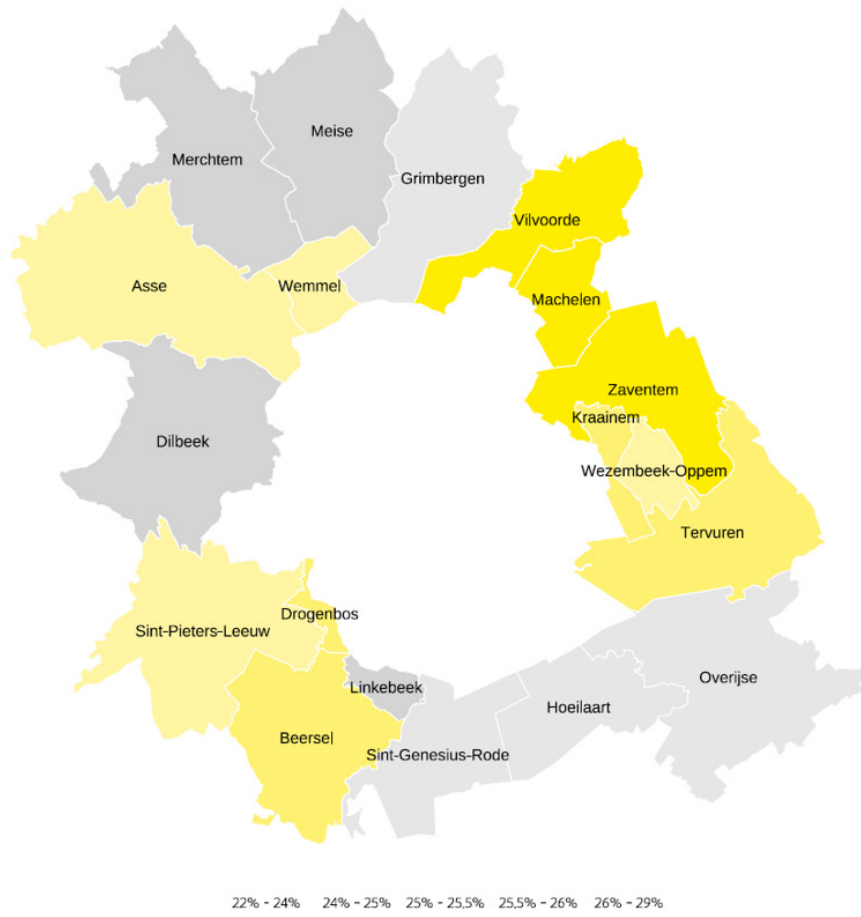 Meise
Merchtem
Grimbergen
Vilvoorde
Asse
Wemmel
Machelen
Zaventem
Kraainem
Dilbeek
Wezembeek-Oppem
Tervuren
Drogenbos
Sint-Pieters-Leeuw
Overijse
Linkebeek
Hoeilaart
Beersel
Sint-Genesius-Rode
22% - 24% 24% - 25% 25% - 25,5% 25,5% - 26% 26% - 29%